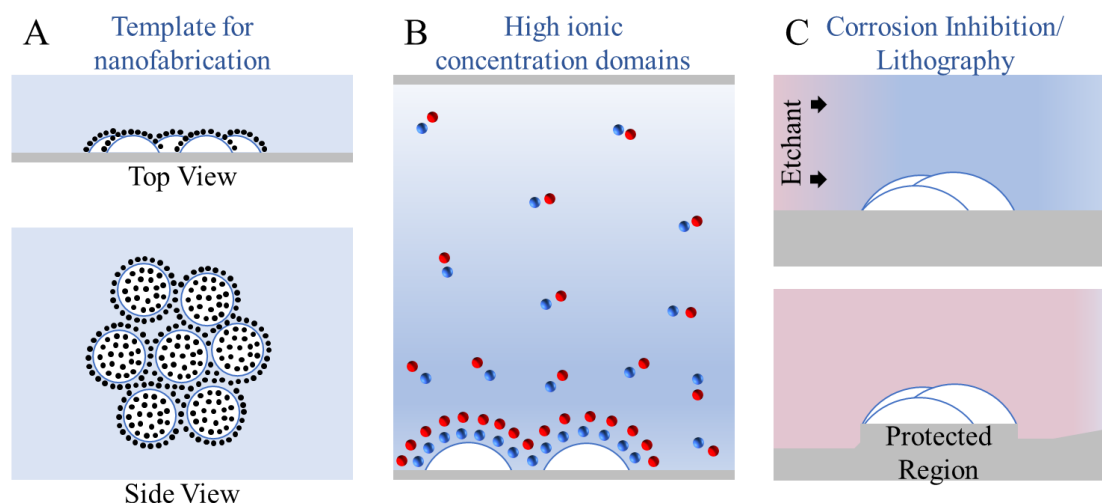 A
Template for
nanofabrication
Top View
Side View
B
High ionic
concentration domains
C
Corrosion Inhibition/
Lithography
Etchant
Protected
Region